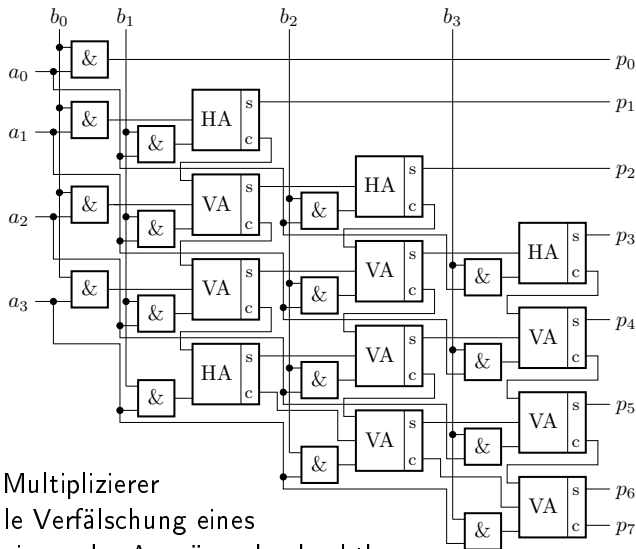 b0 b1 b2 b3
& p0
a0
HA s p1
a1 & & c
HA s p2
VA s c
a2 & & & c
HA s p3
VA s c
VA s & c
a3 & & & c
VA s p4
VA s c
HA s & c
& & & c
VA s p5
VA s c
& & c
VA s p6
& c p7
Multiplizierer
le Verfälschung eines